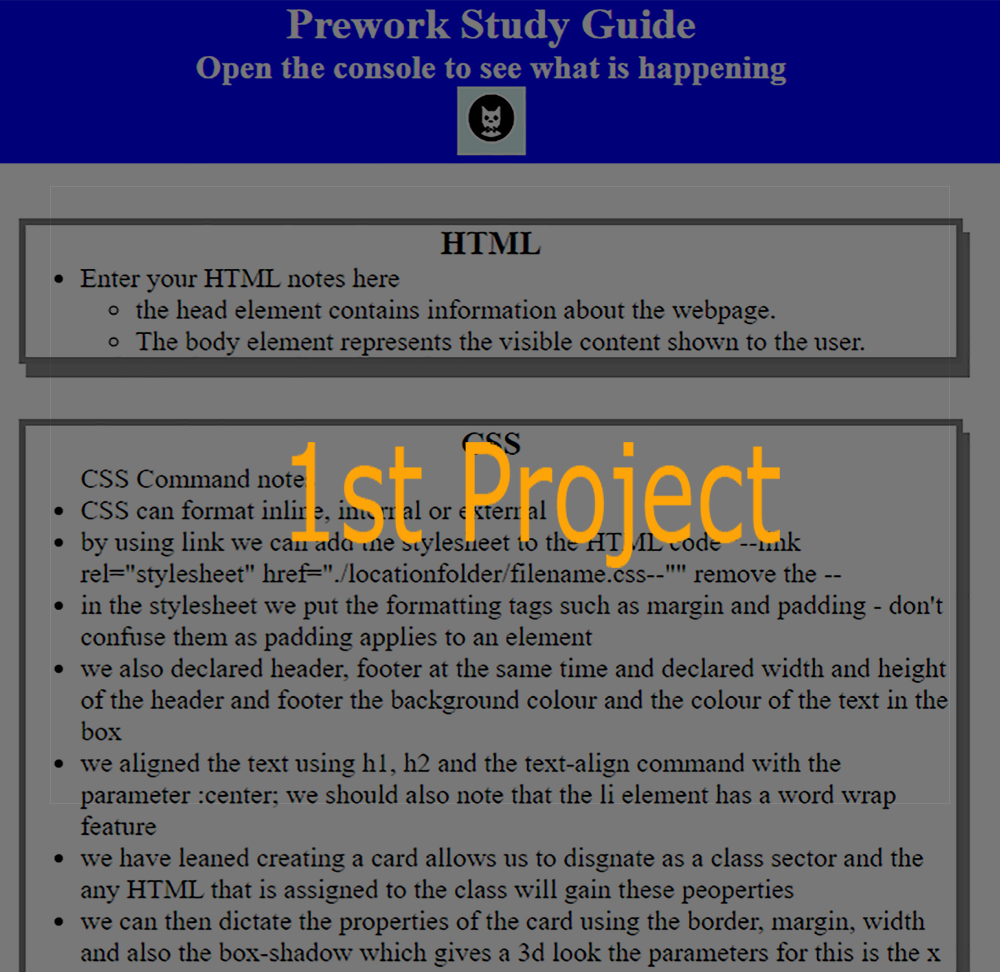 Prework Study Guide
Open the console to see what is happening
HTML
Enter your HTML notes here
the head element contains information about the webpage.
The body element represents the visible content shown to the user.
CSS
1st Project
CSS Command notes
CSS can format inline, internal or external
by using link we can add the stylesheet to the HTML code "--link
rel="stylesheet" href="./locationfolder/filename.css--"" remove the --
in the stylesheet we put the formatting tags such as margin and padding - don't
confuse them as padding applies to an element
we also declared header, footer at the same time and declared width and height
of the header and footer the background colour and the colour of the text in the
box
we aligned the text using h1, h2 and the text-align command with the
parameter :center; we should also note that the li element has a word wrap
feature
we have leaned creating a card allows us to disgnate as a class sector and the
any HTML that is assigned to the class will gain these peoperties
we can then dictate the properties of the card using the border, margin, width
and also the box-shadow which gives a 3d look the parameters for this is the x